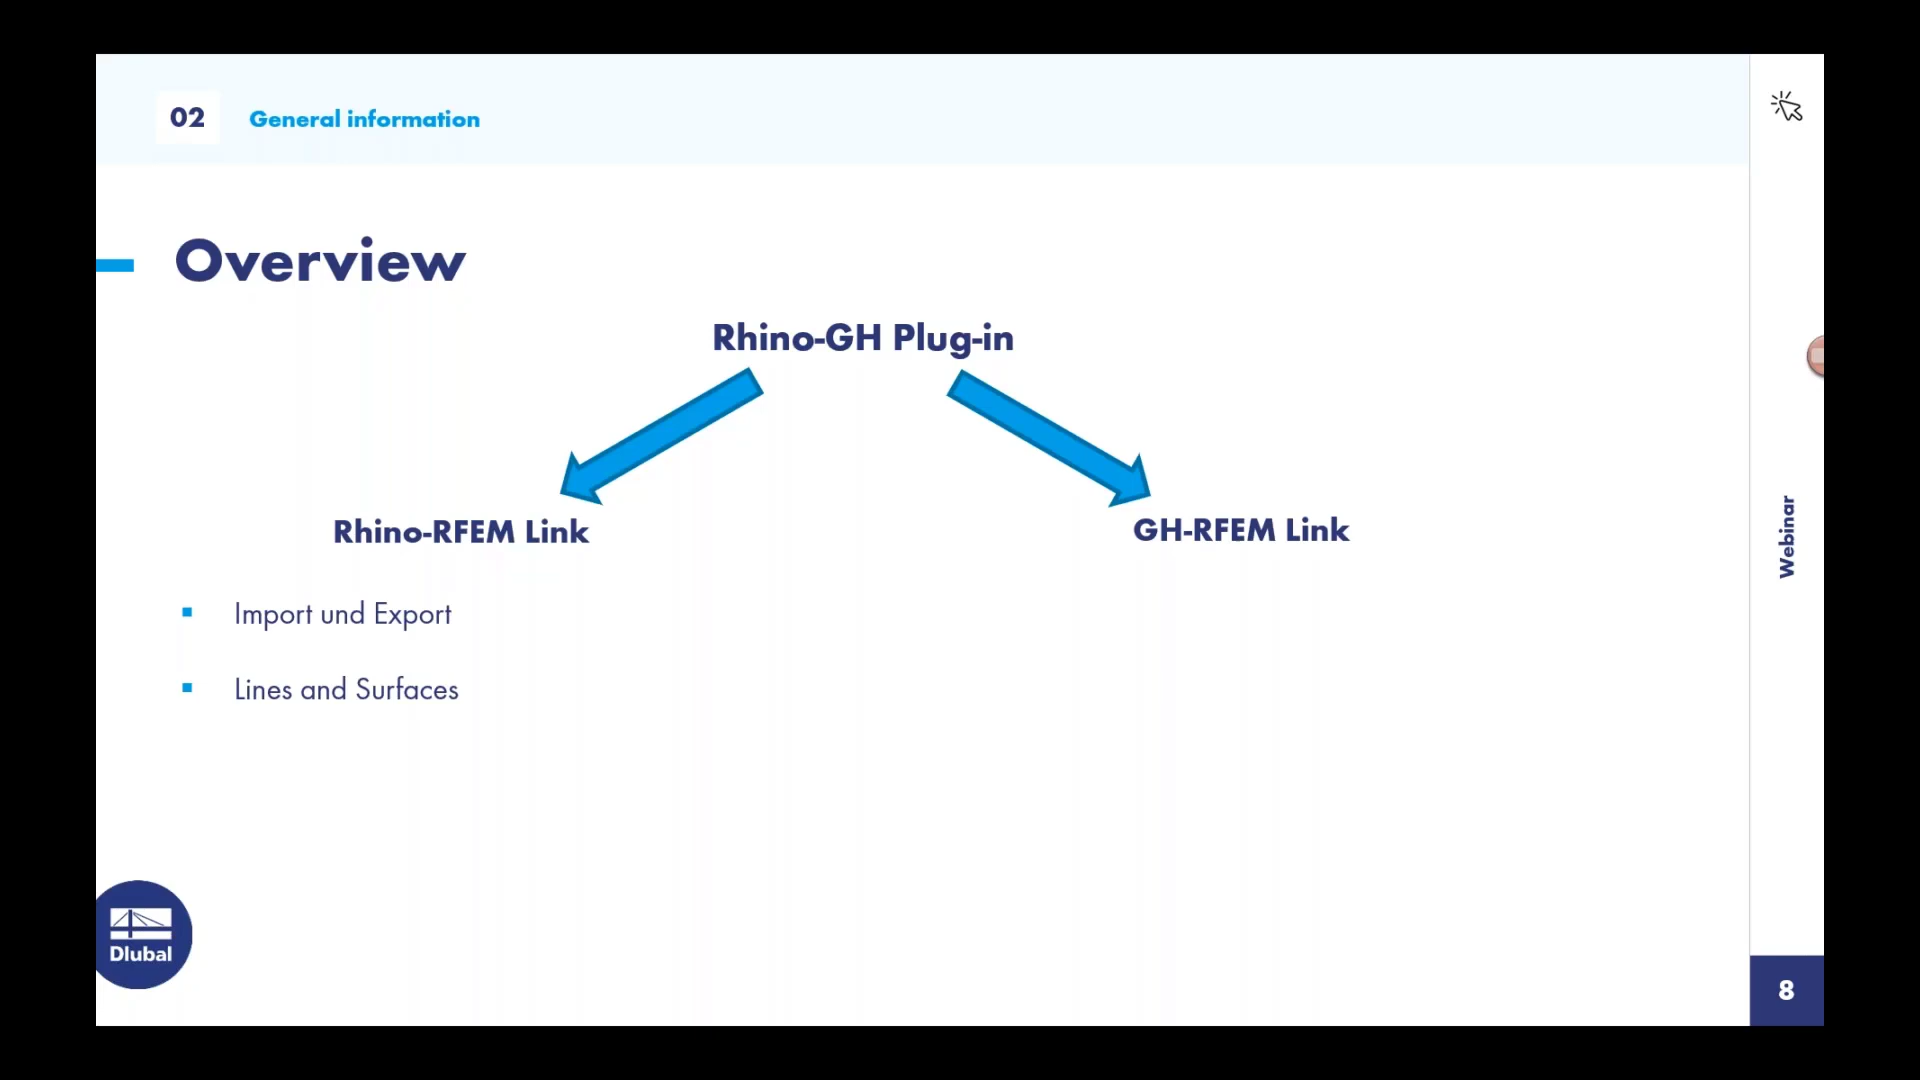 02
General information
Overview
Rhino-GH Plug-in
Rhino-RFEM Link
GH-RFEM Link
Import und Export
Lines and Surfaces
Webinar
Dlubal
8